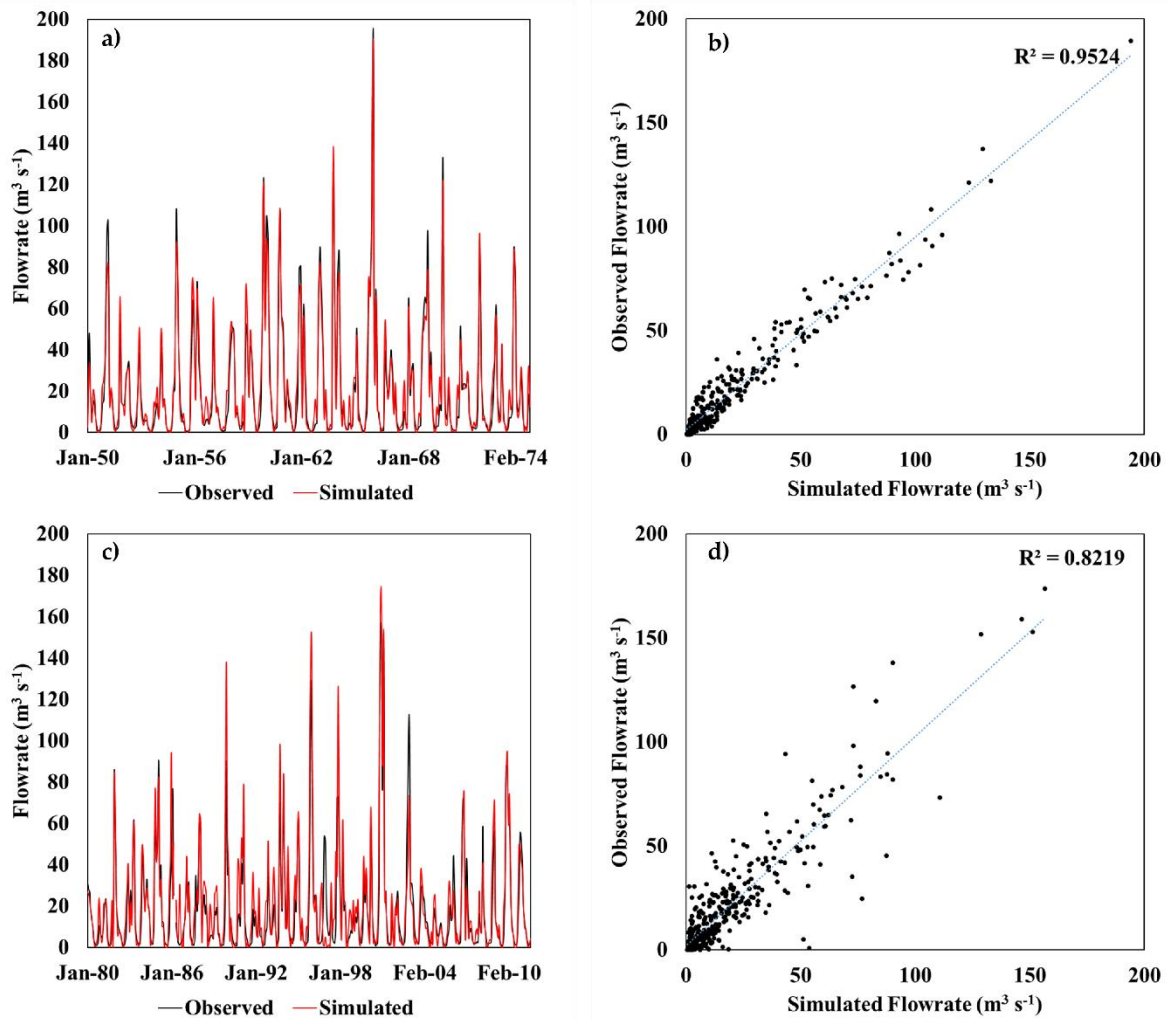 a)
200
180
160
140
120
100
80
60
40
20
0
Flowrate (m³ s⁻¹)
Jan-50 Jan-56 Jan-62 Jan-68 Feb-74
Observed Simulated
b)
R² = 0.9524
200
150
100
50
0
Observed Flowrate (m³ s⁻¹)
0 50 100 150 200
Simulated Flowrate (m³ s⁻¹)
c)
200
180
160
140
120
100
80
60
40
20
0
Flowrate (m³ s⁻¹)
Jan-80 Jan-86 Jan-92 Jan-98 Feb-04 Feb-10
Observed Simulated
d)
R² = 0.8219
200
150
100
50
0
Observed Flowrate (m³ s⁻¹)
0 50 100 150 200
Simulated Flowrate (m³ s⁻¹)